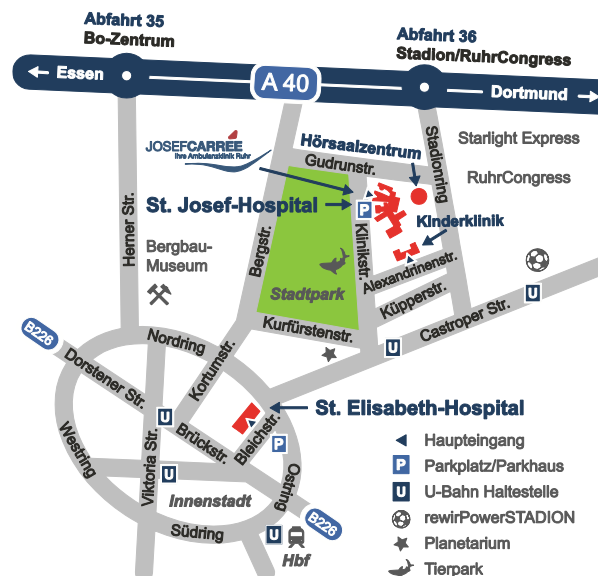 Abfahrt 35
Bo-Zentrum
Abfahrt 36
Stadion/RuhrCongress
Essen
A 40
Dortmund
JOSEFCARRÉE
Ihre Ambulanzklinik Ruhr
Hörsaalzentrum
Gudrunstr.
Stadionring
Starlight Express
RuhrCongress
St. Josef-Hospital
P
Kinderklinik
Herner Str.
Bergstr.
Klinikstr.
Bergbau-
Museum
Alexandrinenstr.
Stadtpark
Küpperstr.
U
Castroper Str.
Kurfürstenstr.
U
B226
Nordring
Dorstener Str.
Kortumstr.
St. Elisabeth-Hospital
U
Brückstr.
Bleichstr.
P
Westring
Viktoria Str.
U
Innenstadt
Ostring
Südring
B226
U
Hbf
Haupteingang
P Parkplatz/Parkhaus
U U-Bahn Haltestelle
rewirPowerSTADION
Planetarium
Tierpark